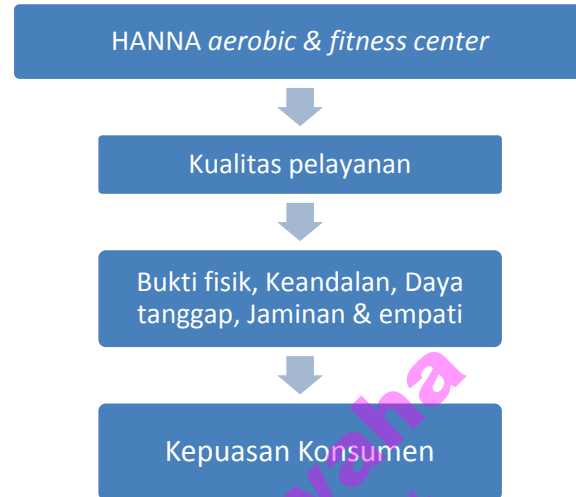 HANNA aerobic & fitness center
Kualitas pelayanan
Bukti fisik, Keandalan, Daya
tanggap, Jaminan & empati
Kepuasan Konsumen